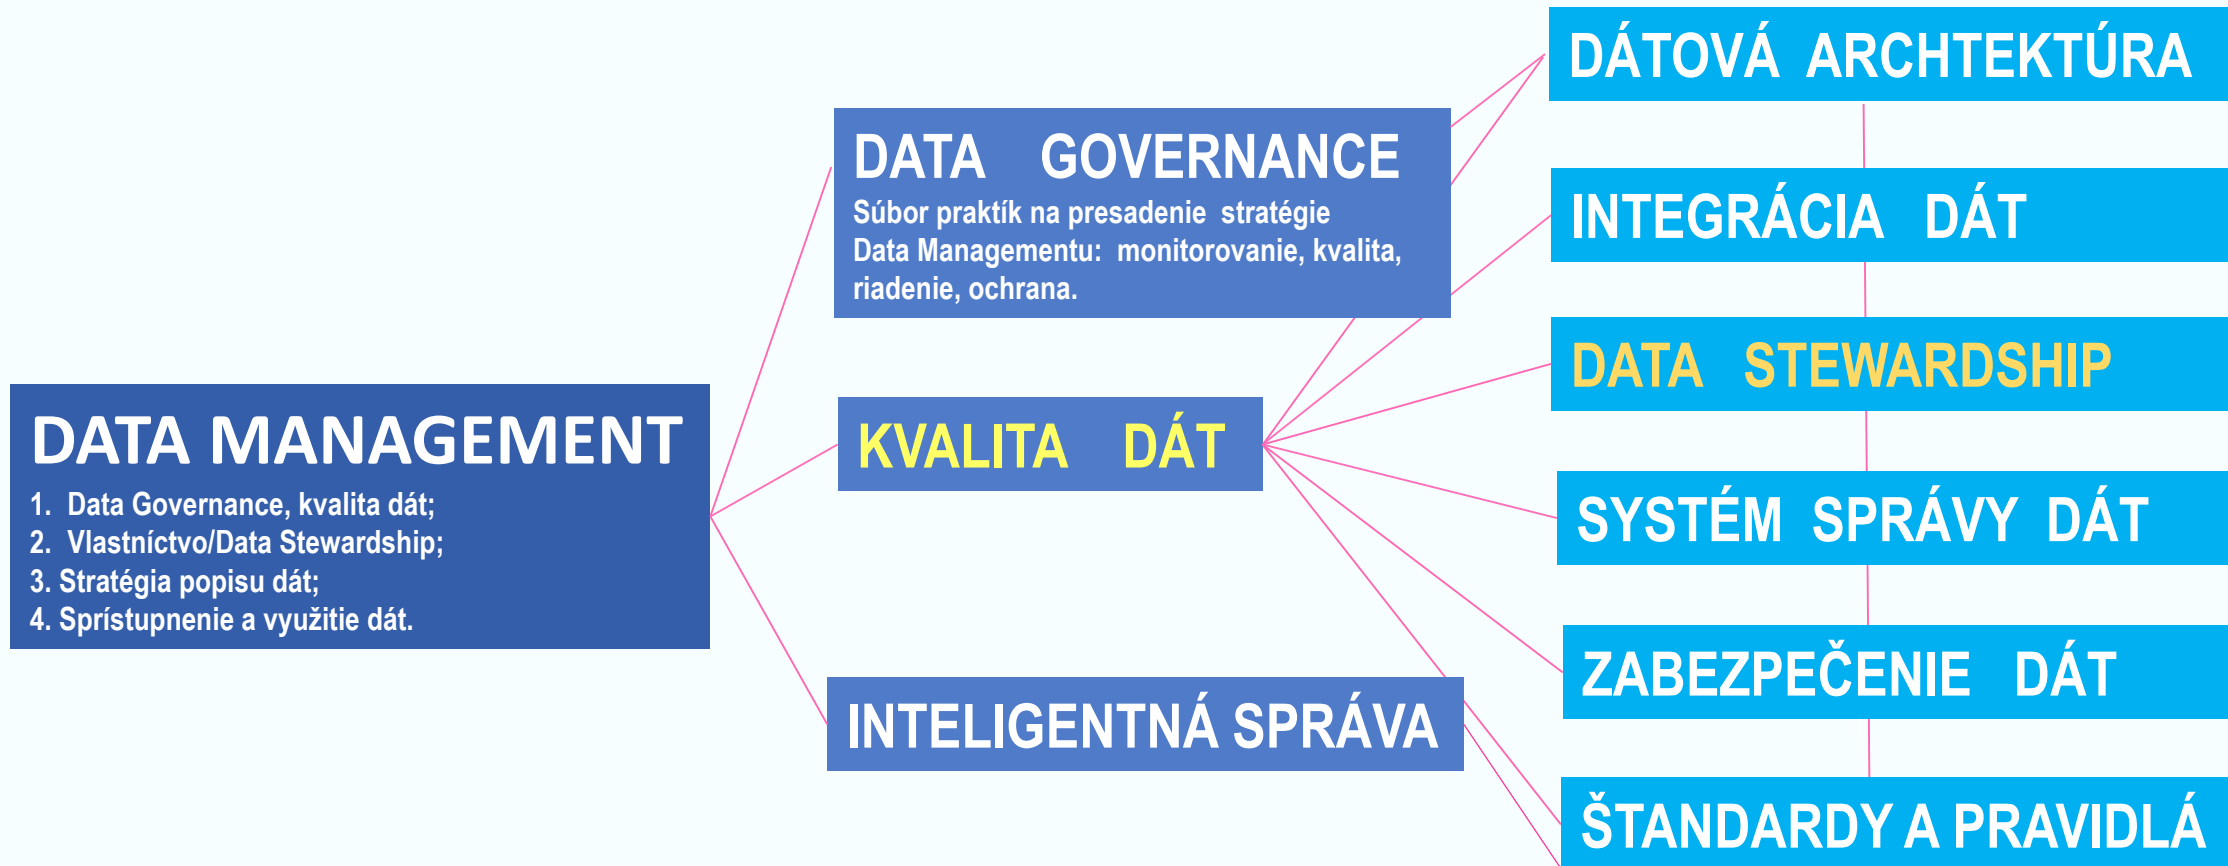 DATA MANAGEMENT
1. Data Governance, kvalita dát;
2. Vlastníctvo/Data Stewardship;
3. Stratégia popisu dát;
4. Sprístupnenie a využitie dát.
DATA GOVERNANCE
Súbor praktík na presadenie stratégie
Data Managementu: monitorovanie, kvalita,
riadenie, ochrana.
KVALITA DÁT
INTELIGENTNÁ SPRÁVA
DÁTOVÁ ARCHTEKTÚRA
INTEGRÁCIA DÁT
DATA STEWARDSHIP
SYSTÉM SPRÁVY DÁT
ZABEZPEČENIE DÁT
ŠTANDARDY A PRAVIDLÁ